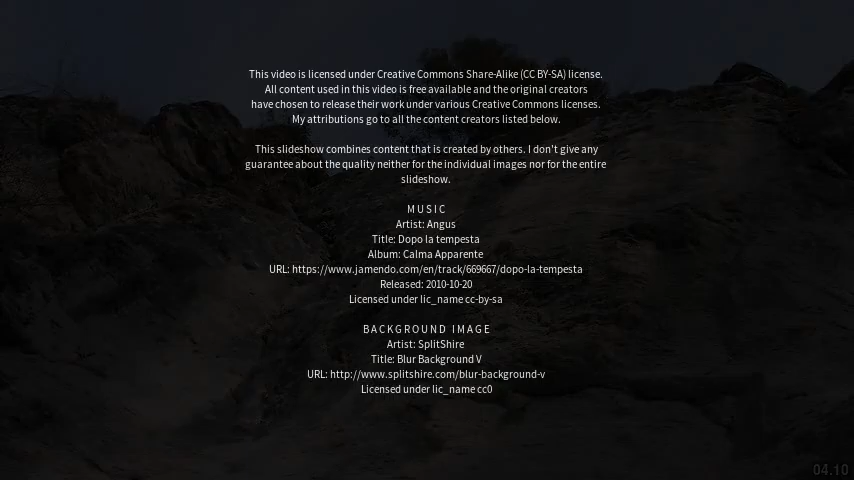 This video is licensed under Creative Commons Share-Alike (CC BY-SA) license.
All content used in this video is free available and the original creators
have chosen to release their work under various Creative Commons licenses.
My attributions go to all the content creators listed below.
This slideshow combines content that is created by others. I don't give any
guarantee about the quality neither for the individual images nor for the entire
slideshow.
MUSIC
Artist: Angus
Title: Dopo la tempesta
Album: Calma Apparente
URL: https://www.jamendo.com/en/track/669667/dopo-la-tempesta
Released: 2010-10-20
Licensed under lic_name cc-by-sa
BACKGROUND IMAGE
Artist: SplitShire
Title: Blur Background V
URL: http://www.splitshire.com/blur-background-v
Licensed under lic_name cc0
04.10